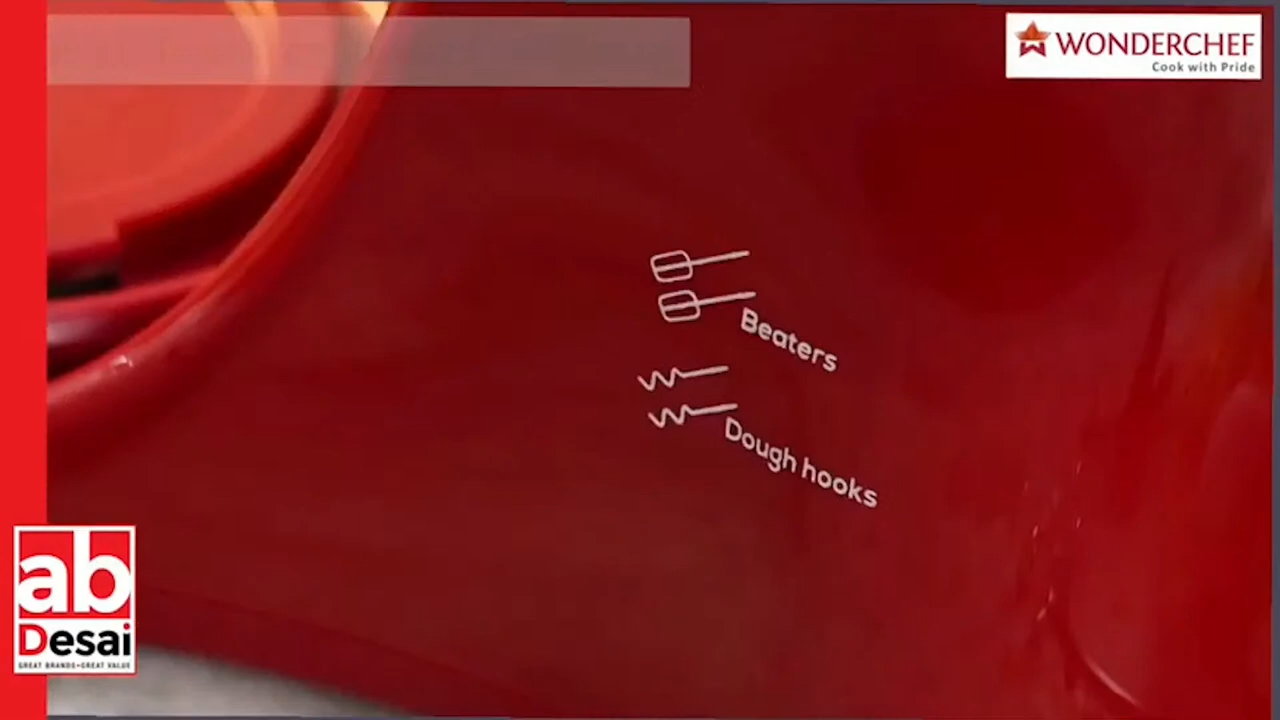 WONDERCHEF
Cook with Pride
Beaters
Dough hooks
ab
Desai
GREAT BRANDS•GREAT VALUE